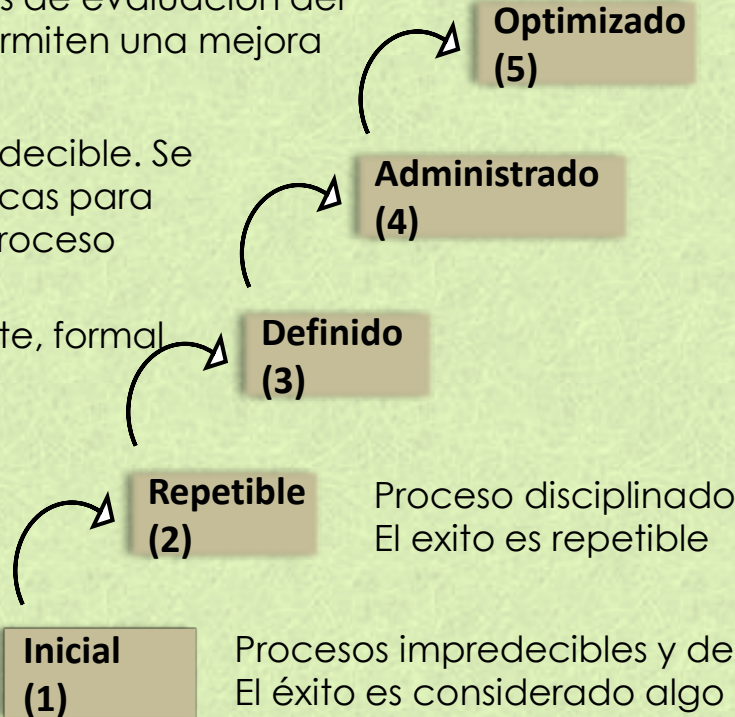 s de evaluación del
rmiten una mejora
Optimizado
(5)
decible. Se
cas para
roceso
Administrado
(4)
te, formal
Definido
(3)
Repetible
(2)
Proceso disciplinado
El exito es repetible
Inicial
(1)
Procesos impredecibles y de
El éxito es considerado algo